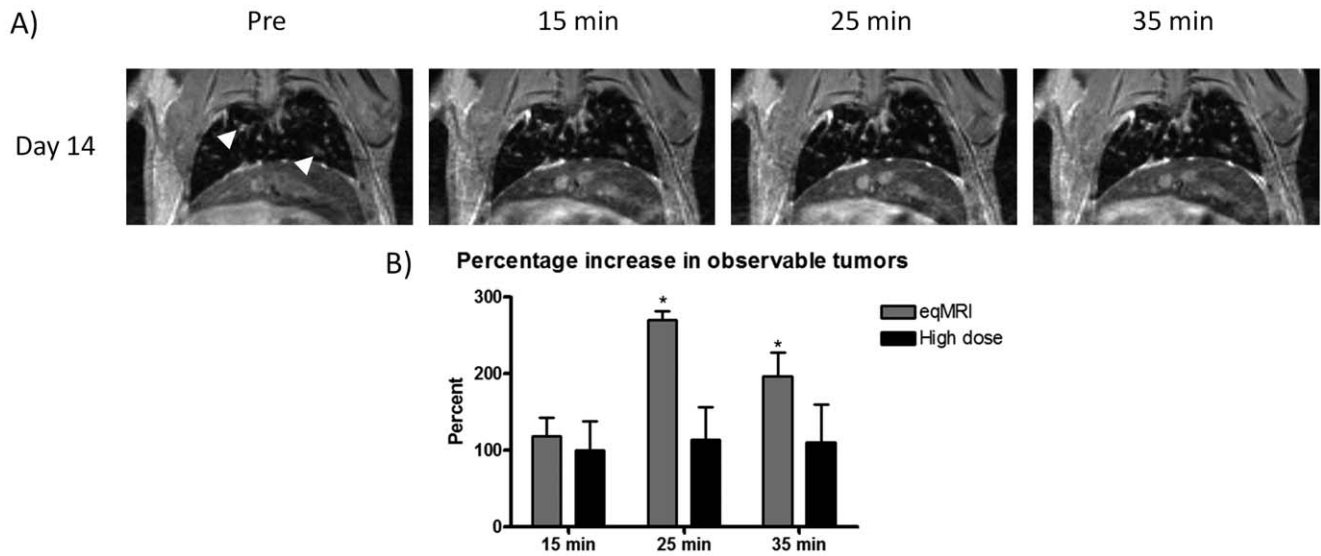 A)
Pre
15 min
25 min
35 min
Day 14
B)
Percentage increase in observable tumors
Percent
300
200
100
0
*
*
15 min
25 min
35 min
eqMRI
High dose